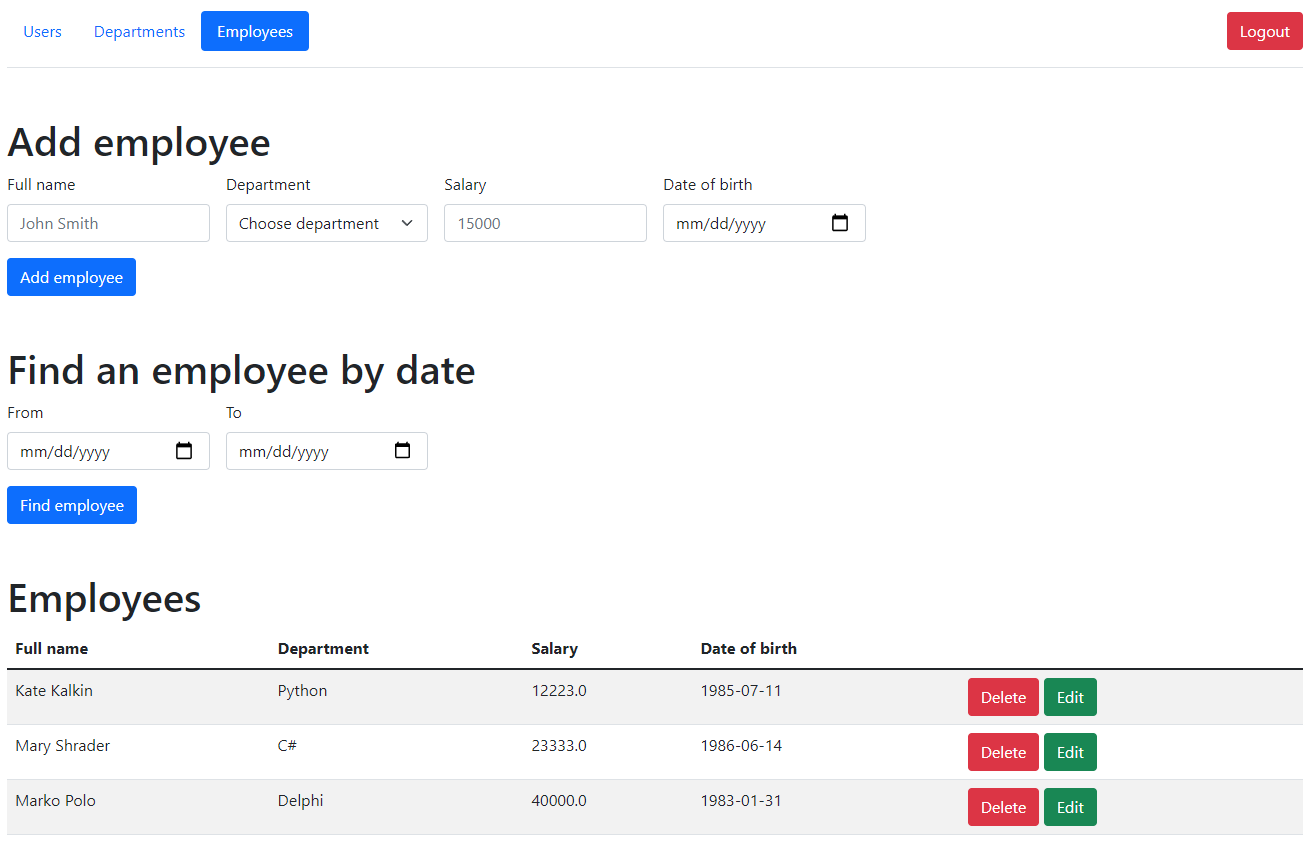 Users Departments Employees Logout
Add employee
Full name Department Salary Date of birth
John Smith Choose department 15000 mm/dd/yyyy
Add employee
Find an employee by date
From To
mm/dd/yyyy mm/dd/yyyy
Find employee
Employees
Full name Department Salary Date of birth
Kate Kalkin Python 12223.0 1985-07-11 Delete Edit
Mary Shrader C# 23333.0 1986-06-14 Delete Edit
Marko Polo Delphi 40000.0 1983-01-31 Delete Edit